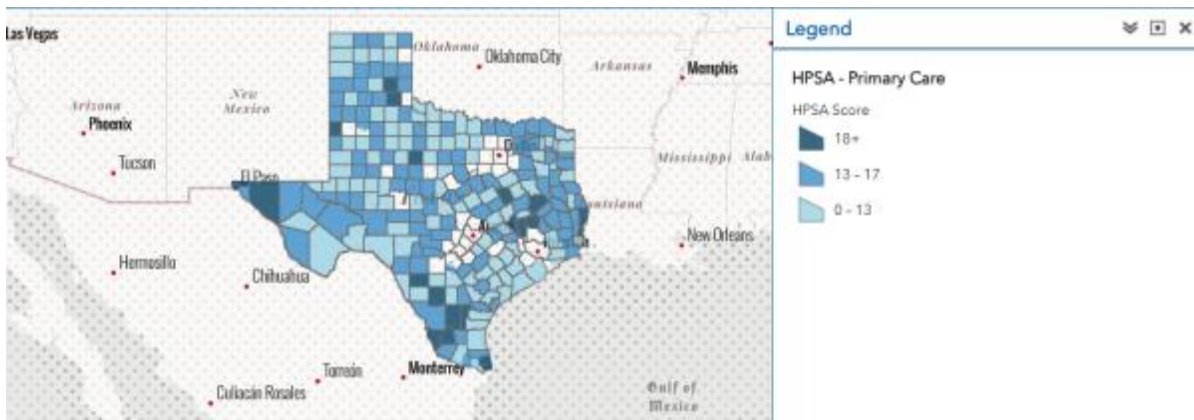 Las Vegas
Oklahoma
Oklahoma City
Arkansas
Memphis
New
Mexico
Arizona
Phoenix
Tucson
El Paso
Mississippi
Alab
New Orleans
Hermosillo
Chihuahua
Torreón
Monterrey
Culiacán Rosales
Gulf of
Mexico
Legend
HPSA - Primary Care
HPSA Score
18+
13 - 17
0 - 13